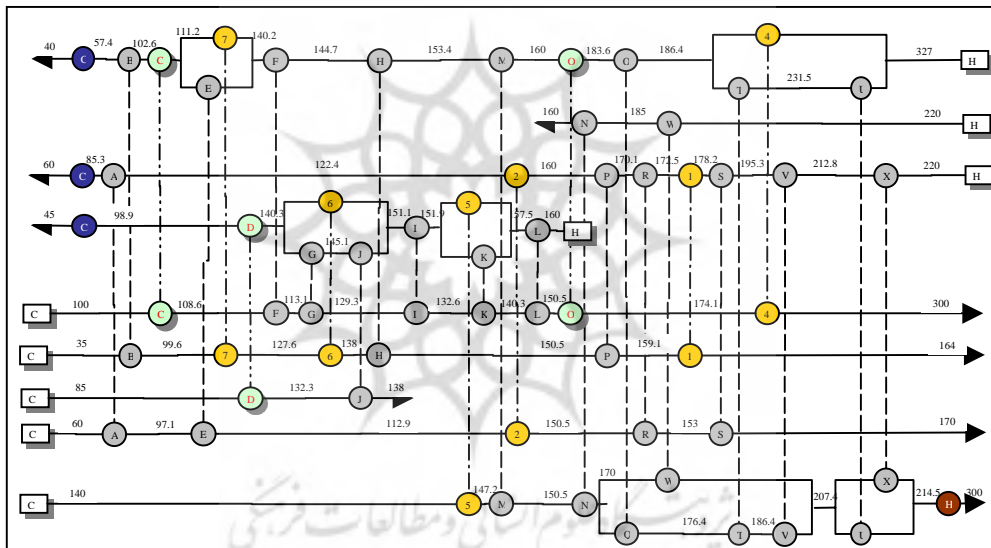 40 57.4 B 102.6 111.2 7 140.2 144.7 153.4 160 183.6 186.4 4 327
C C E F H M O Q T 231.5 t H
160 N 185 W 220 H
60 85.3 C A 122.4 2 160 P 170.1 R 172.5 1 178.2 S 195.3 V 212.8 X 220 H
45 C 98.9 D 140.3 6 151.1 I 151.9 5 57.5 L 160 H
G 145.1 J K
C 100 C 108.6 F 113.1 G 129.3 I 132.6 K 140.3 L 150.5 O 174.1 4 300
C 35 B 99.6 7 127.6 6 138 H 150.5 P 159.1 1 164
C 85 D 132.3 J 138
C 60 A 97.1 E 112.9 2 150.5 R 153 S 170
C 140 5 147.2 M 150.5 N 170 W 207.4 X 214.5 H 300
Q 176.4 T 186.4 V t
پژوهشگاه علوم انسانی و مطالعات فرهنگی